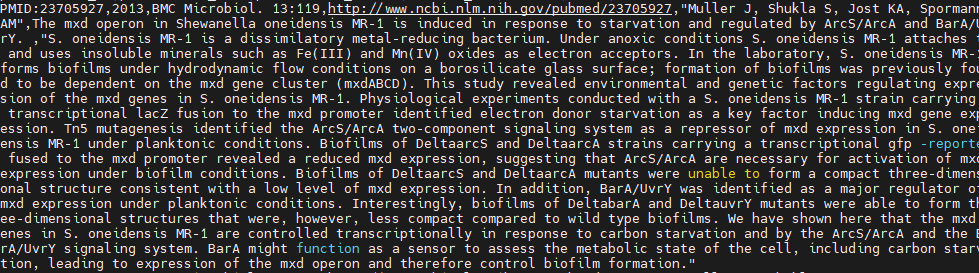 PMID:23705927,2013,BMC Microbiol. 13:119,http://www.ncbi.nlm.nih.gov/pubmed/23705927,"Muller J, Shukla S, Jost KA, Spormann
AM",The mxd operon in Shewanella oneidensis MR-1 is induced in response to starvation and regulated by ArcS/ArcA and BarA/
rY. ,"S. oneidensis MR-1 is a dissimilatory metal-reducing bacterium. Under anoxic conditions S. oneidensis MR-1 attaches
and uses insoluble minerals such as Fe(III) and Mn(IV) oxides as electron acceptors. In the laboratory, S. oneidensis MR-
forms biofilms under hydrodynamic flow conditions on a borosilicate glass surface; formation of biofilms was previously fou
d to be dependent on the mxd gene cluster (mxdABCD). This study revealed environmental and genetic factors regulating expre
sion of the mxd genes in S. oneidensis MR-1. Physiological experiments conducted with a S. oneidensis MR-1 strain carrying
transcriptional lacZ fusion to the mxd promoter identified electron donor starvation as a key factor inducing mxd gene exp
ession. Tn5 mutagenesis identified the ArcS/ArcA two-component signaling system as a repressor of mxd expression in S. one
ensis MR-1 under planktonic conditions. Biofilms of DeltaarcS and DeltaarcA strains carrying a transcriptional gfp -reporte
fused to the mxd promoter revealed a reduced mxd expression, suggesting that ArcS/ArcA are necessary for activation of mx
expression under biofilm conditions. Biofilms of DeltaarcS and DeltaarcA mutants were unable to form a compact three-dimens
onal structure consistent with a low level of mxd expression. In addition, BarA/UvrY was identified as a major regulator o
mxd expression under planktonic conditions. Interestingly, biofilms of DeltabarA and DeltauvrY mutants were able to form th
ee-dimensional structures that were, however, less compact compared to wild type biofilms. We have shown here that the mxd
enes in S. oneidensis MR-1 are controlled transcriptionally in response to carbon starvation and by the ArcS/ArcA and the B
rA/UvrY signaling system. BarA might function as a sensor to assess the metabolic state of the cell, including carbon starv
tion, leading to expression of the mxd operon and therefore control biofilm formation."